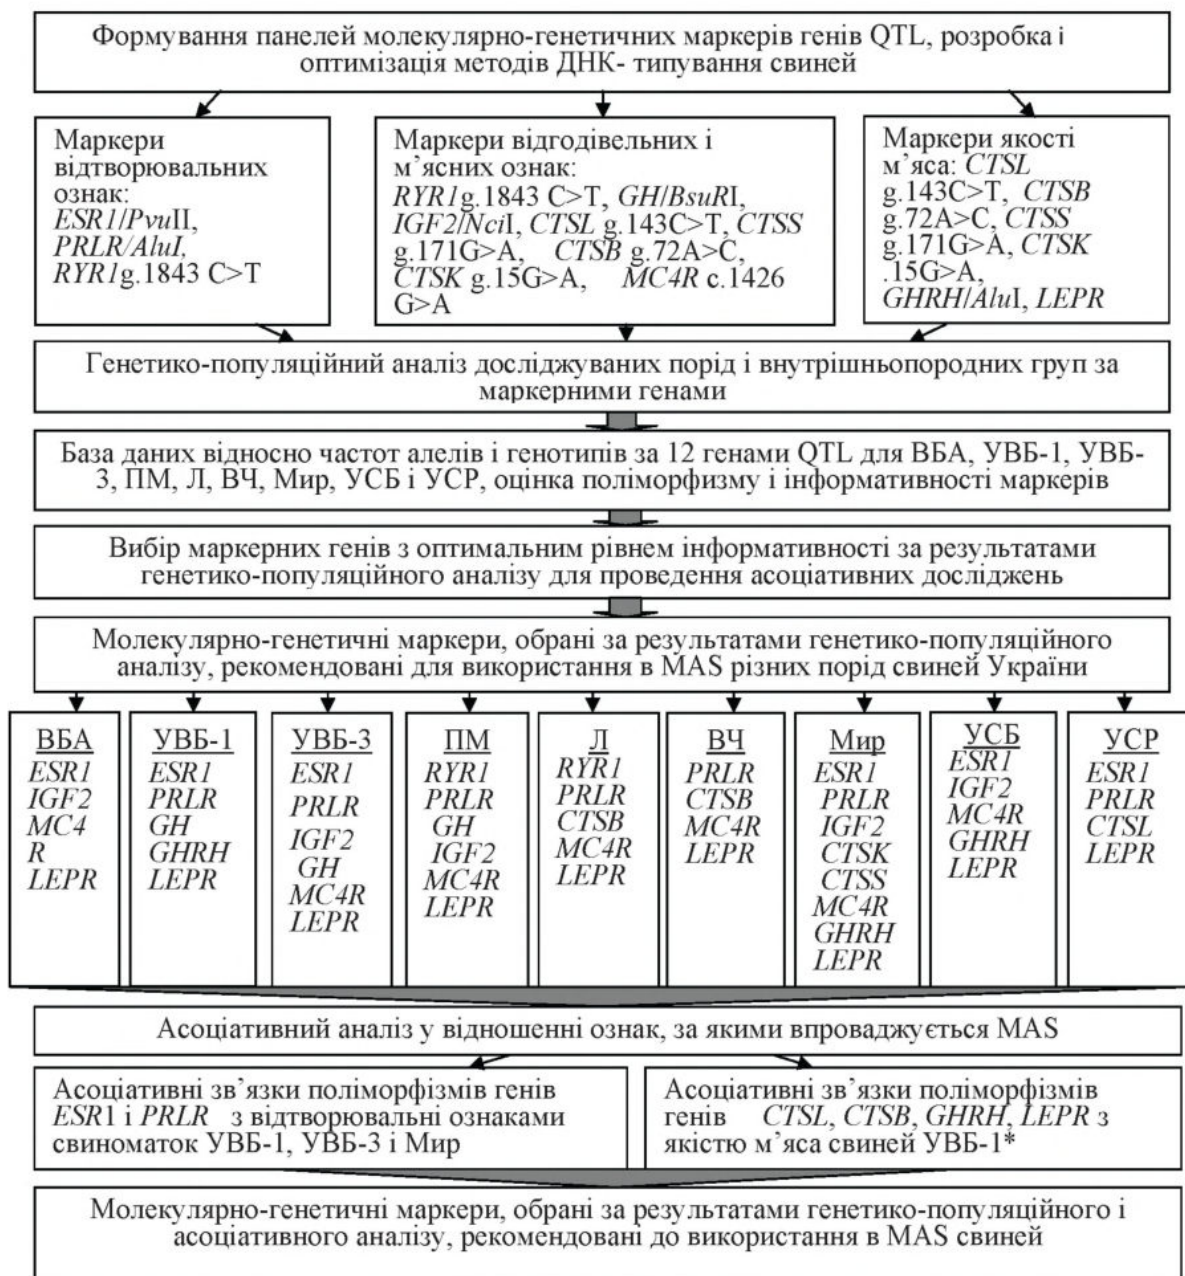 Формування панелей молекулярно-генетичних маркерів генів QTL, розробка і
оптимізація методів ДНК- типування свиней
Маркери
відтворювальних
ознак:
ESR1/PvuII,
PRLR/AluI,
RYR1g.1843 C>T
Маркери відгодівельних і
м’ясних ознак:
RYR1g.1843 C>T, GH/BsuRI,
IGF2/NciI, CTSL g.143C>T, CTSS
g.171G>A, CTSB g.72A>C,
CTSK g.15G>A, MC4R c.1426
G>A
Маркери якості
м’яса: CTSL
g.143C>T, CTSB
g.72A>C, CTSS
g.171G>A, CTSK
.15G>A,
GHRH/AluI, LEPR
Генетико-популяційний аналіз досліджуваних порід і внутрішньопородних груп за
маркерними генами
База даних відносно частот алелів і генотипів за 12 генами QTL для ВБА, УВБ-1, УВБ-
3, ПМ, Л, ВЧ, Мир, УСБ і УСР, оцінка поліморфизму і інформативності маркерів
Вибір маркерних генів з оптимальним рівнем інформативності за результатами
генетико-популяційного аналізу для проведення асоціативних досліджень
Молекулярно-генетичні маркери, обрані за результатами генетико-популяційного
аналізу, рекомендовані для використання в MAS різних порід свиней України
ВБА
ESR1
IGF2
MC4
R
LEPR
УВБ-1
ESR1
PRLR
GH
GHRH
LEPR
УВБ-3
ESR1
PRLR
IGF2
GH
MC4R
LEPR
ПМ
RYR1
PRLR
GH
IGF2
MC4R
LEPR
Л
RYR1
PRLR
CTSB
MC4R
LEPR
ВЧ
PRLR
CTSB
MC4R
LEPR
Мир
ESR1
PRLR
IGF2
CTSK
CTSS
MC4R
GHRH
LEPR
УСБ
ESR1
IGF2
MC4R
GHRH
LEPR
УСР
ESR1
PRLR
CTSL
LEPR
Асоціативний аналіз у відношенні ознак, за якими впроваджується MAS
Асоціативні зв’язки поліморфізмів генів
ESR1 і PRLR з відтворювальні ознаками
свиноматок УВБ-1, УВБ-3 і Мир
Асоціативні зв’язки поліморфізмів
генів CTSL, CTSB, GHRH, LEPR з
якістю м’яса свиней УВБ-1*
Молекулярно-генетичні маркери, обрані за результатами генетико-популяційного і
асоціативного аналізу, рекомендовані до використання в MAS свиней